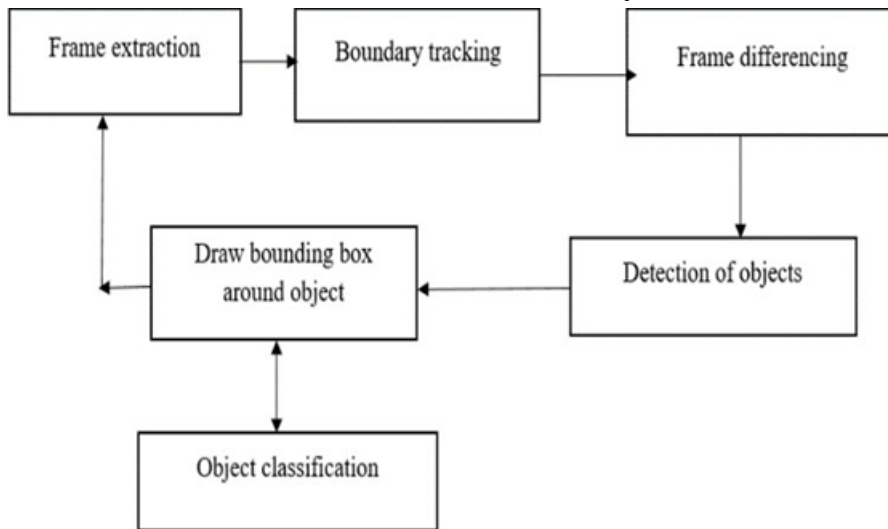 Frame extraction
Boundary tracking
Frame differencing
Draw bounding box
around object
Detection of objects
Object classification